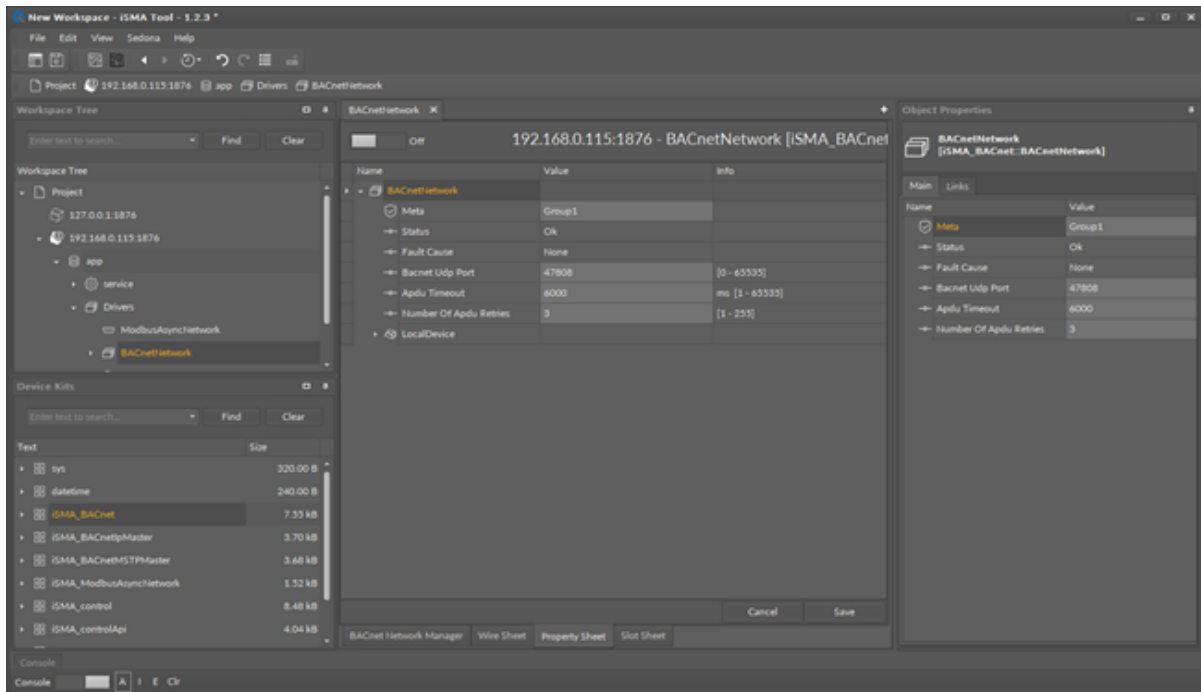 New Workspace - iSMA Tool - 1.2.3 *
File Edit View Sedona Help
Project 192.168.0.115:1876 app Drivers BACnetNetwork
Workspace Tree
Enter text to search... Find Clear
Workspace Tree
Project
127.0.0.1:1876
192.168.0.115:1876
app
service
Drivers
ModbusAsyncNetwork
BACnetNetwork
Device Kits
Enter text to search... Find Clear
Text Size
sys 320.00 B
datetime 240.00 B
iSMA_BACnet 7.55 kB
iSMA_BACnetIpMaster 3.70 kB
iSMA_BACnetMSTPMaster 3.68 kB
iSMA_ModbusAsyncNetwork 1.52 kB
iSMA_control 8.48 kB
iSMA_controlApi 4.04 kB
BACnetNetwork
Off 192.168.0.115:1876 - BACnetNetwork [iSMA_BACnet
Name Value Info
BACnetNetwork
Meta Group1
Status Ok
Fault Cause None
Bacnet Udp Port 47808 [0 - 65535]
Apdu Timeout 6000 ms [1 - 65535]
Number Of Apdu Retries 3 [1 - 255]
LocalDevice
Cancel Save
BACnet Network Manager Wire Sheet Property Sheet Slot Sheet
Object Properties
BACnetNetwork
[iSMA_BACnet::BACnetNetwork]
Main Links
Name Value
Meta Group1
Status Ok
Fault Cause None
Bacnet Udp Port 47808
Apdu Timeout 6000
Number Of Apdu Retries 3
Console
Console A I E Clr